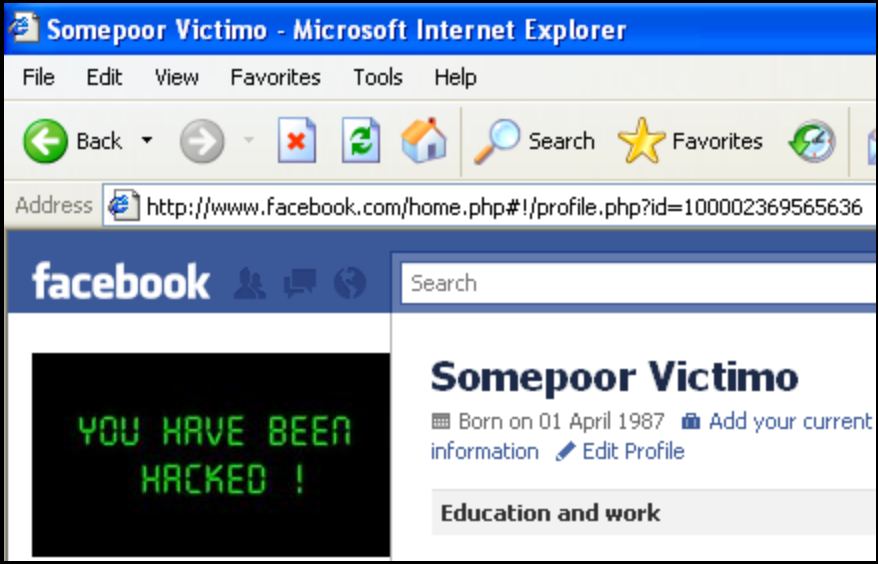 Somepoor Victimo - Microsoft Internet Explorer
File Edit View Favorites Tools Help
Back Search Favorites
Address http://www.facebook.com/home.php#!/profile.php?id=100002369565636
facebook Search
YOU HAVE BEEN
HACKED !
Somepoor Victimo
Born on 01 April 1987 Add your current
information Edit Profile
Education and work